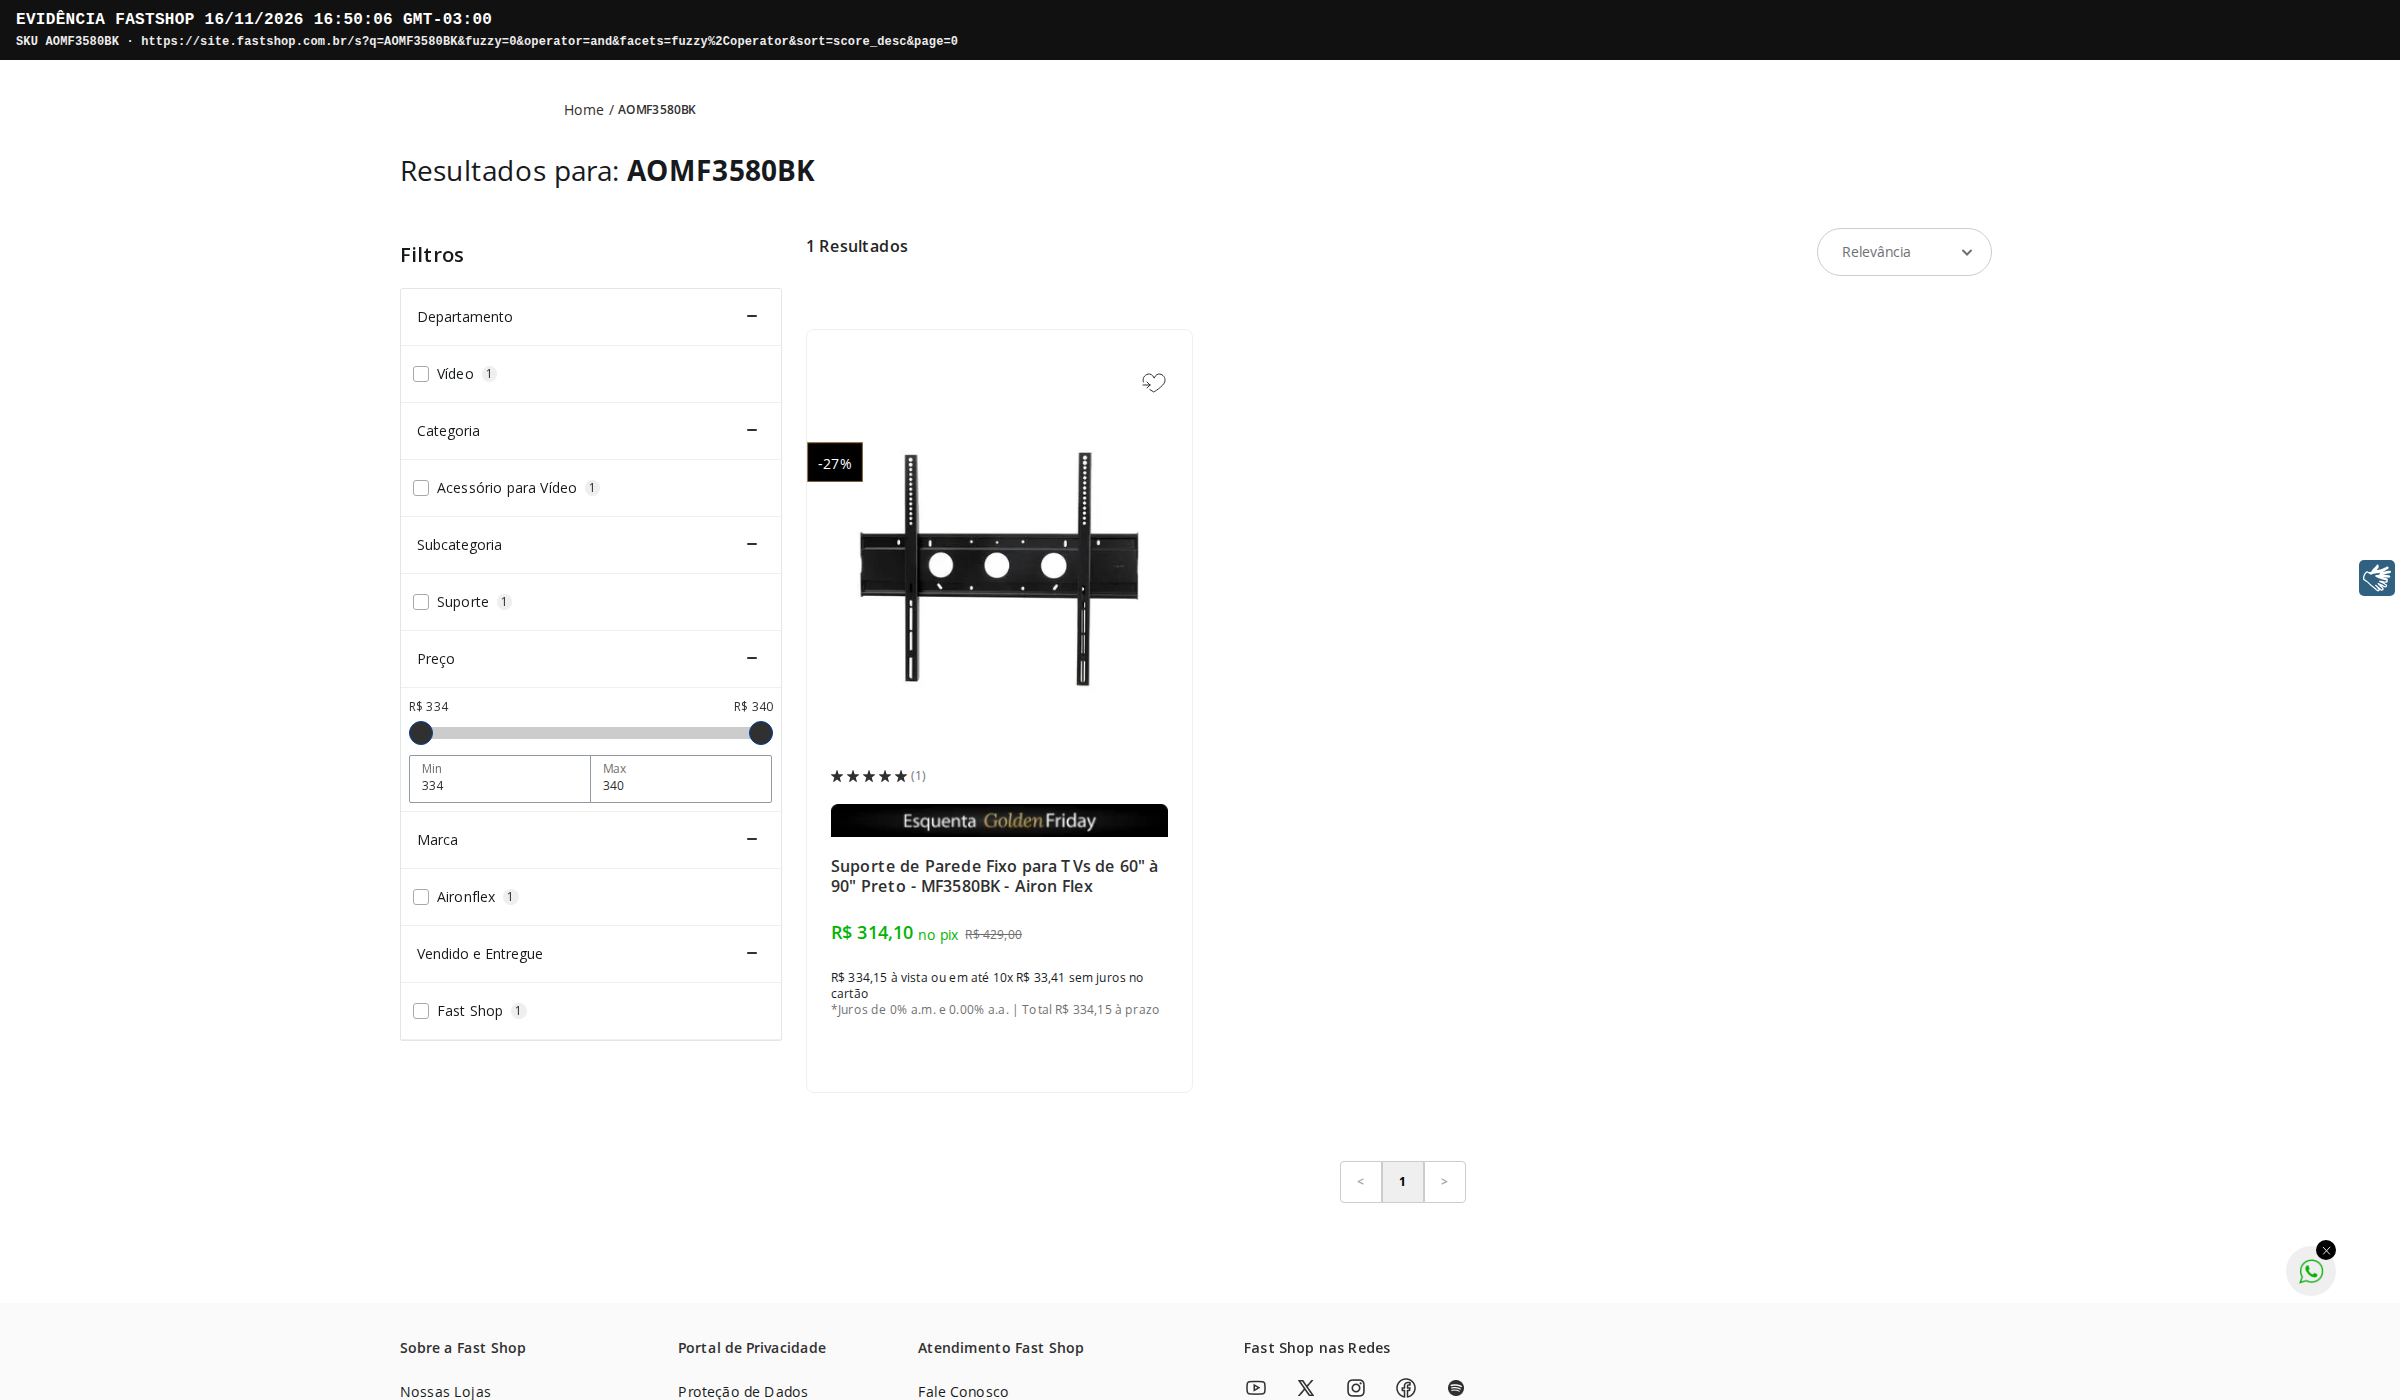 EVIDÊNCIA FASTSHOP 16/11/2026 16:50:06 GMT-03:00
SKU AOMF3580BK · https://site.fastshop.com.br/s?q=AOMF3580BK&fuzzy=0&operator=and&facets=fuzzy%2Coperator&sort=score_desc&page=0
Home / AOMF3580BK
Resultados para: AOMF3580BK
Filtros
1 Resultados
Relevância
Departamento
Vídeo 1
Categoria
Acessório para Vídeo 1
Subcategoria
Suporte 1
Preço
R$ 334 R$ 340
Min Max
334 340
Marca
Aironflex 1
Vendido e Entregue
Fast Shop 1
-27%
(1)
Esquenta Golden Friday
Suporte de Parede Fixo para TVs de 60" à
90" Preto - MF3580BK - Airon Flex
R$ 314,10 no pix R$ 429,00
R$ 334,15 à vista ou em até 10x R$ 33,41 sem juros no
cartão
*Juros de 0% a.m. e 0.00% a.a. | Total R$ 334,15 à prazo
< 1 >
Sobre a Fast Shop Portal de Privacidade Atendimento Fast Shop Fast Shop nas Redes
Nossas Lojas Proteção de Dados Fale Conosco